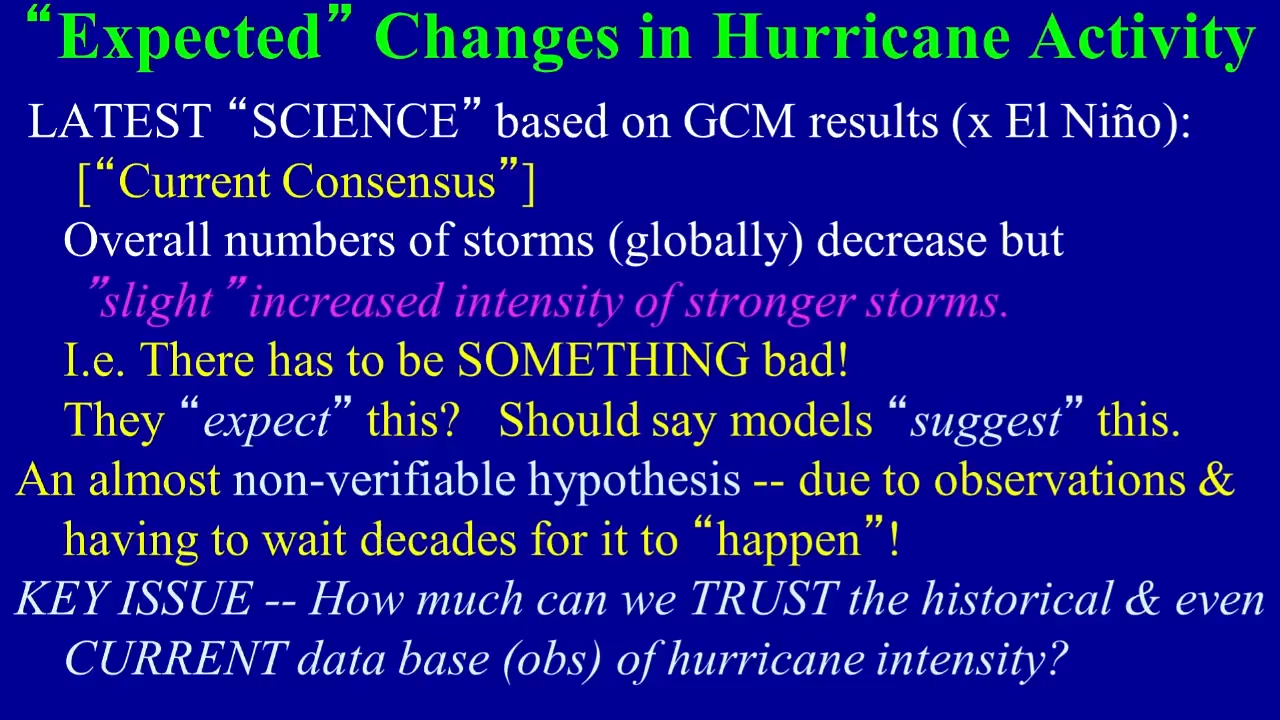 “Expected” Changes in Hurricane Activity
LATEST “SCIENCE” based on GCM results (x El Niño):
[“Current Consensus”]
Overall numbers of storms (globally) decrease but
”slight” increased intensity of stronger storms.
I.e. There has to be SOMETHING bad!
They “expect” this? Should say models “suggest” this.
An almost non-verifiable hypothesis -- due to observations &
having to wait decades for it to “happen”!
KEY ISSUE -- How much can we TRUST the historical & even
CURRENT data base (obs) of hurricane intensity?